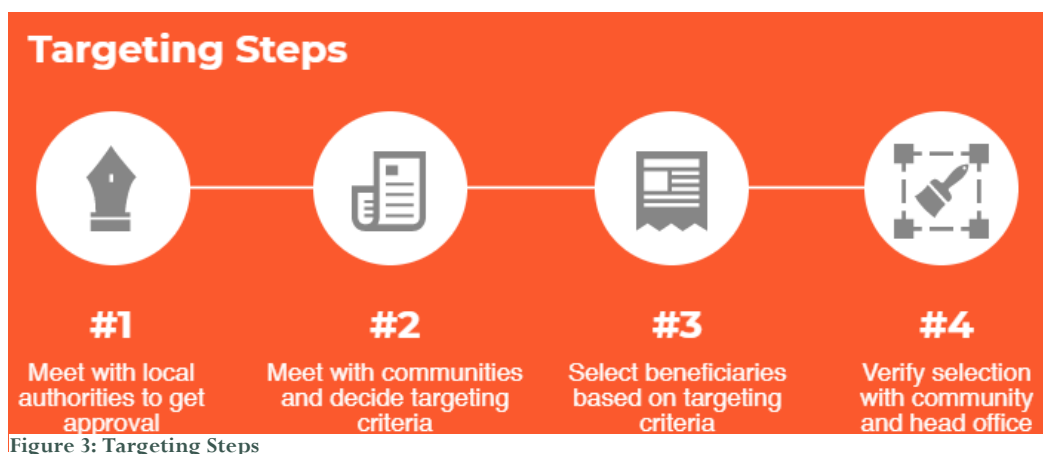 Targeting Steps
#1
Meet with local
authorities to get
approval
#2
Meet with communities
and decide targeting
criteria
#3
Select beneficiaries
based on targeting
criteria
#4
Verify selection
with community
and head office
Figure 3: Targeting Steps